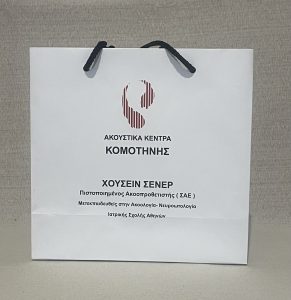 ΑΚΟΥΣΤΙΚΑ ΚΕΝΤΡΑ
ΚΟΜΟΤΗΝΗΣ
ΧΟΥΣΕΙΝ ΣΕΝΕΡ
Πιστοποιημένος Ακοοπροθετιστής ( ΣΑΕ )
Μετεκπαιδευθείς στην Ακοολογία- Νευροωτολογία
Ιατρικής Σχολής Αθηνών